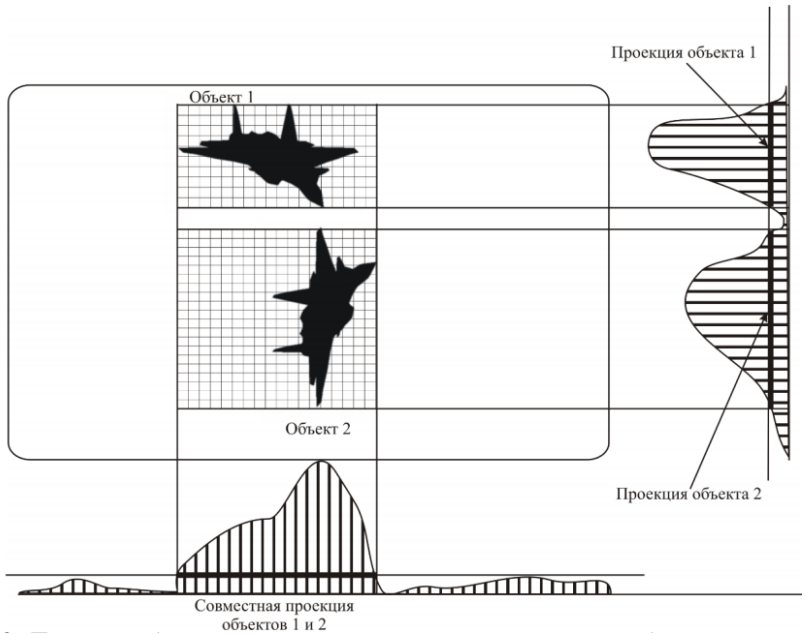 Проекция объекта 1
Объект 1
Объект 2
Проекция объекта 2
Совместная проекция
объектов 1 и 2